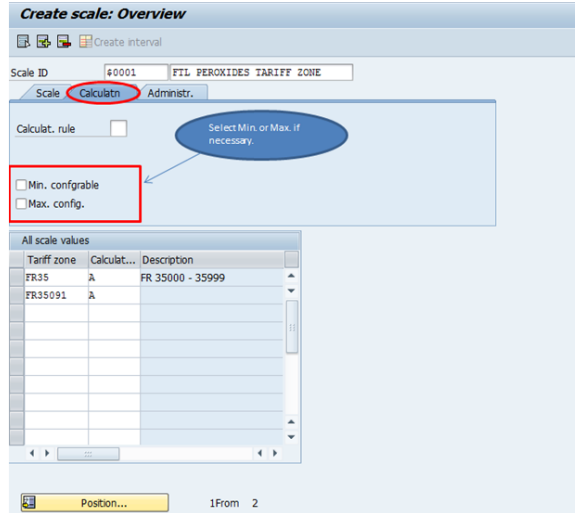 Create scale: Overview
Create interval
Scale ID $0001 FTL PEROXIDES TARIFF ZONE
Scale Calculatn Administr.
Calculat. rule
Select Min. or Max. if
necessary.
Min. confgrable
Max. config.
All scale values
Tariff zone Calculat... Description
FR35 A FR 35000 - 35999
FR35091 A
Position... 1From 2